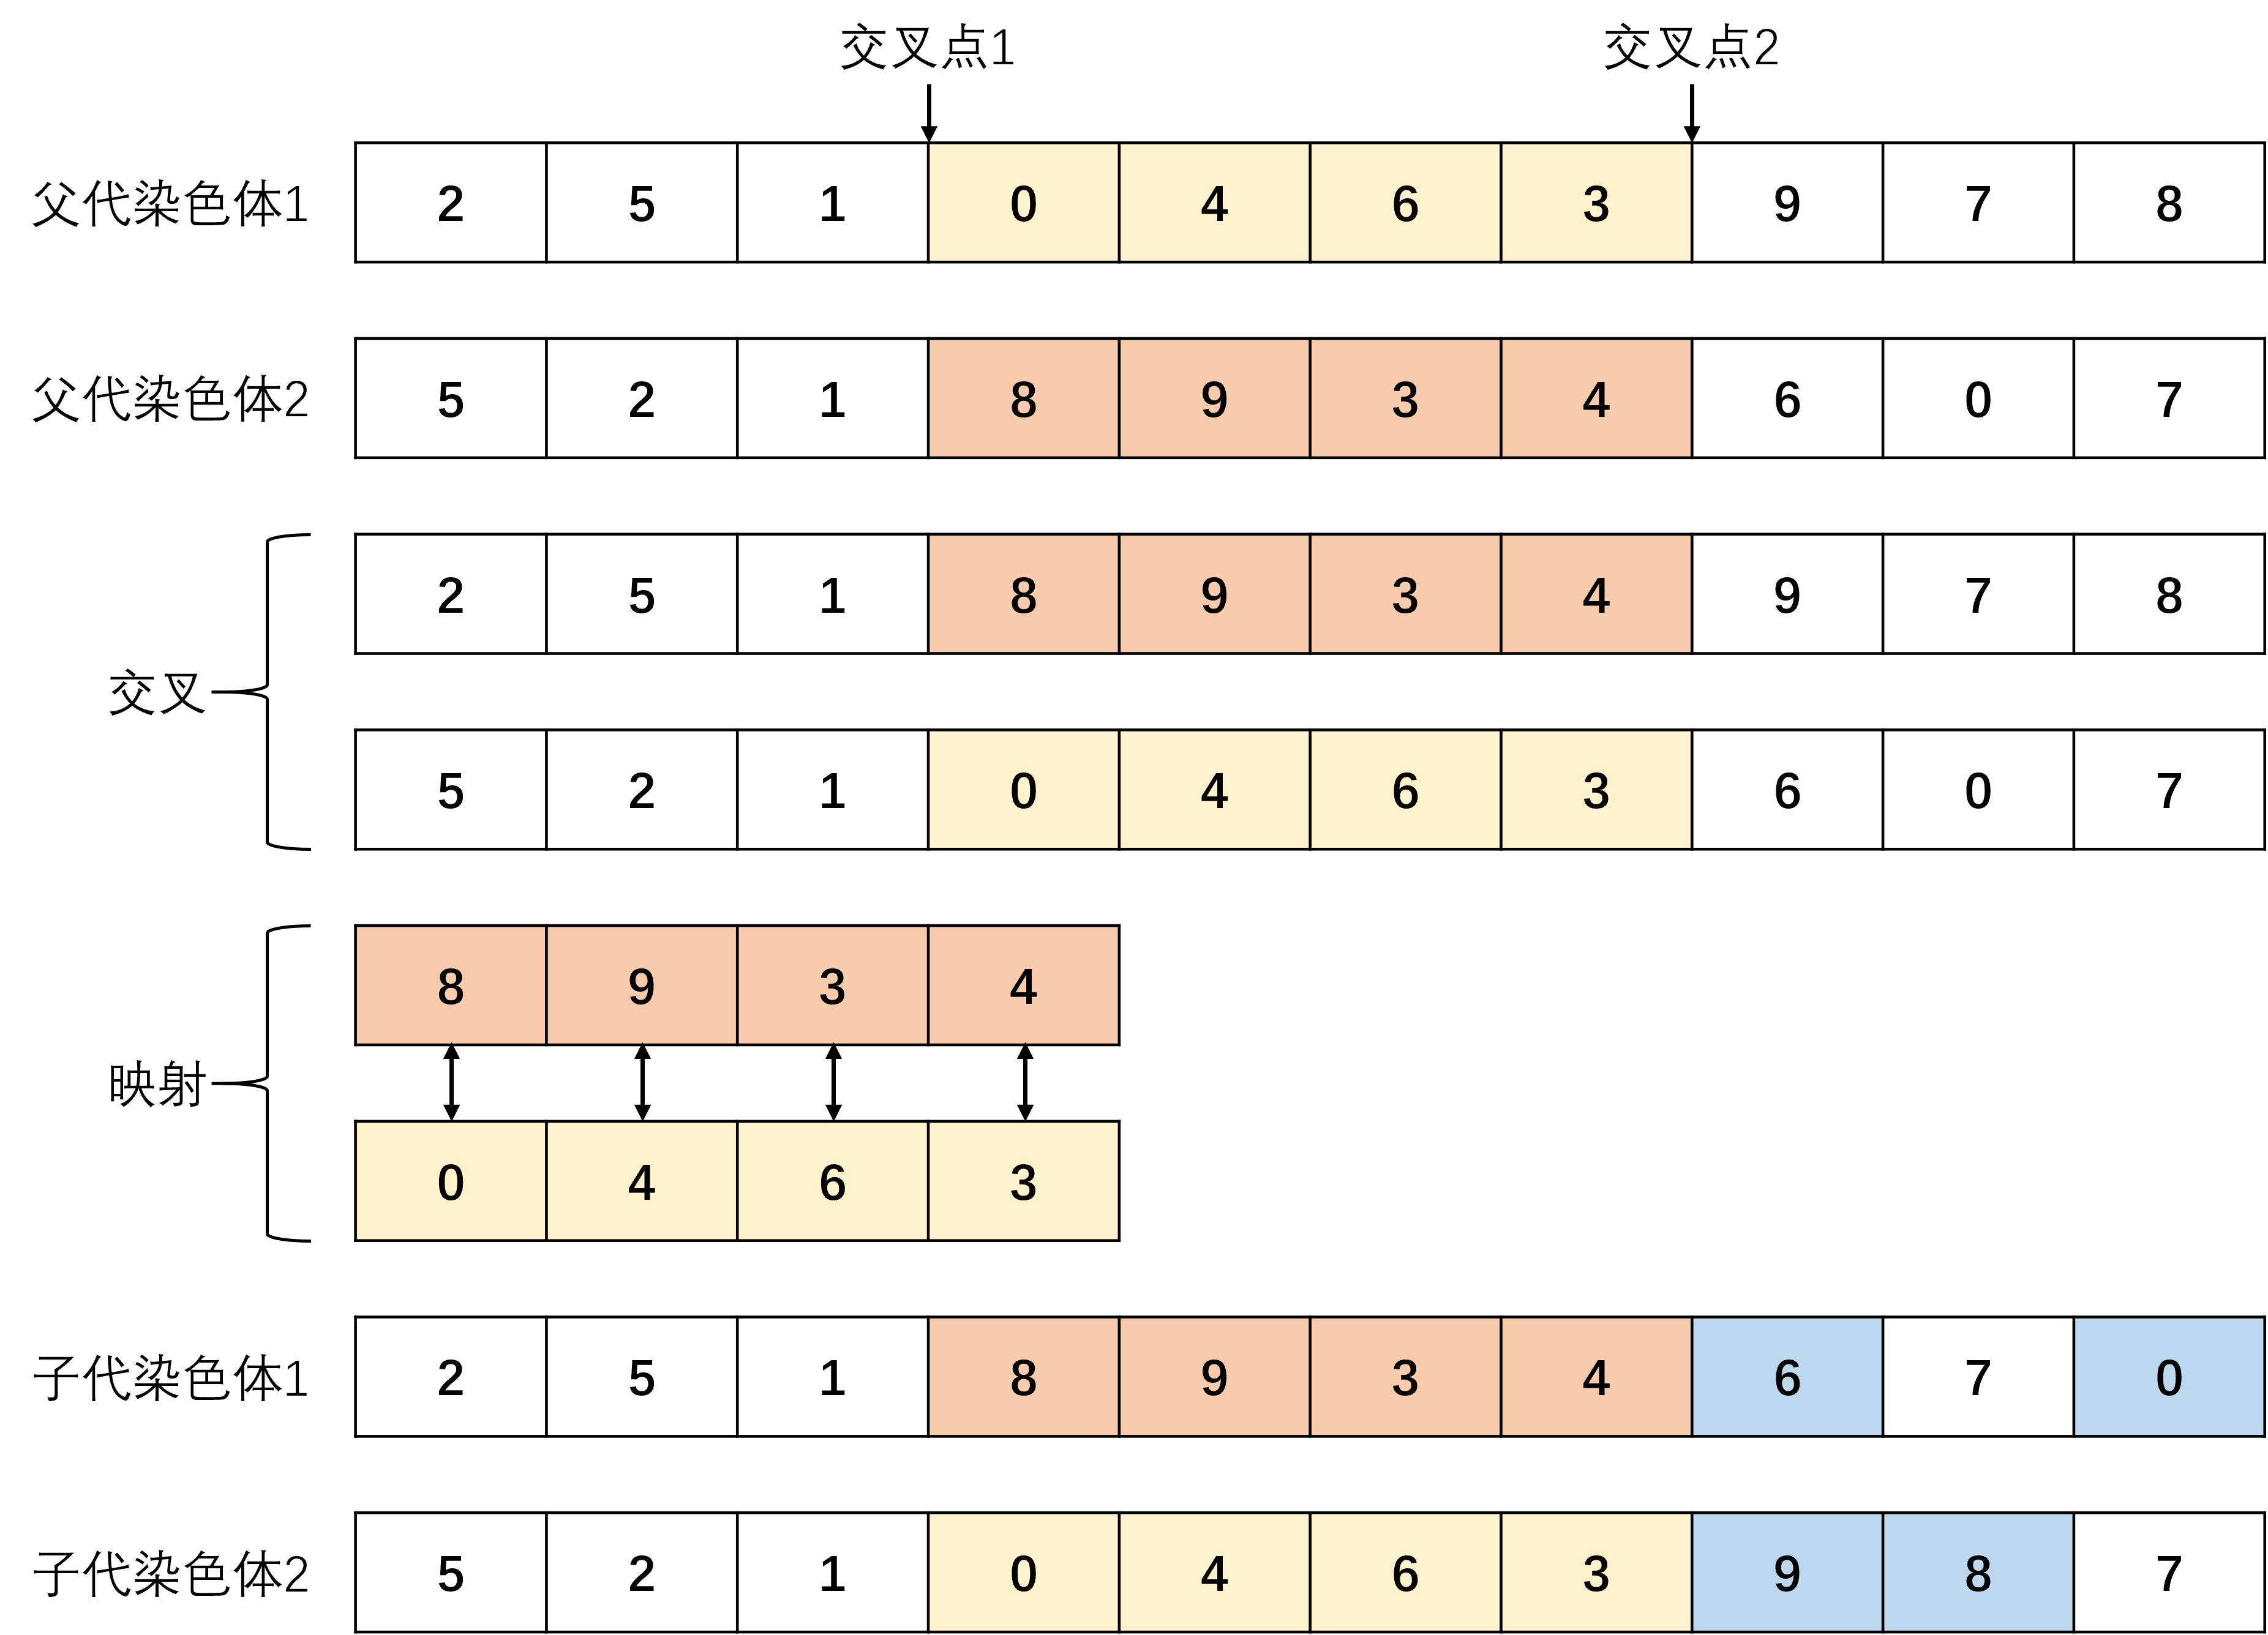 交叉点1 交叉点2
父代染色体1 2 5 1 0 4 6 3 9 7 8
父代染色体2 5 2 1 8 9 3 4 6 0 7
2 5 1 8 9 3 4 9 7 8
交叉
5 2 1 0 4 6 3 6 0 7
8 9 3 4
映射
0 4 6 3
子代染色体1 2 5 1 8 9 3 4 6 7 0
子代染色体2 5 2 1 0 4 6 3 9 8 7